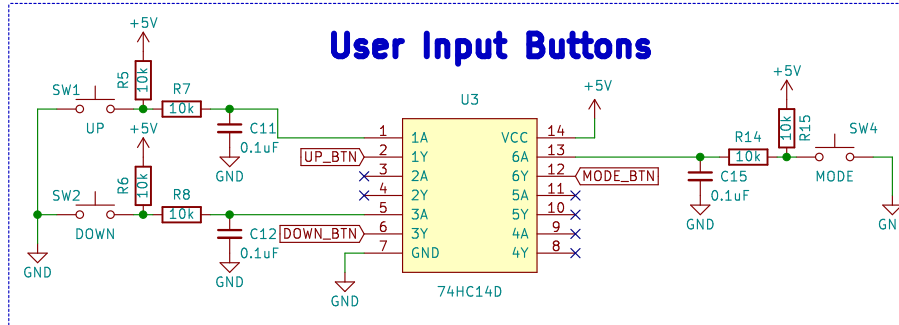 User Input Buttons
+5V
SW1
R5
10k
R7
10k
UP
C11
0.1uF
GND
+5V
SW2
R6
10k
R8
10k
DOWN
C12
0.1uF
GND
GND
UP_BTN
DOWN_BTN
GND
U3
1 1A
2 1Y
3 2A
4 2Y
5 3A
6 3Y
7 GND
VCC 14
6A 13
6Y 12
5A 11
5Y 10
4A 9
4Y 8
74HC14D
+5V
MODE_BTN
+5V
R14
10k
R15
10k
SW4
MODE
C15
0.1uF
GND
GN